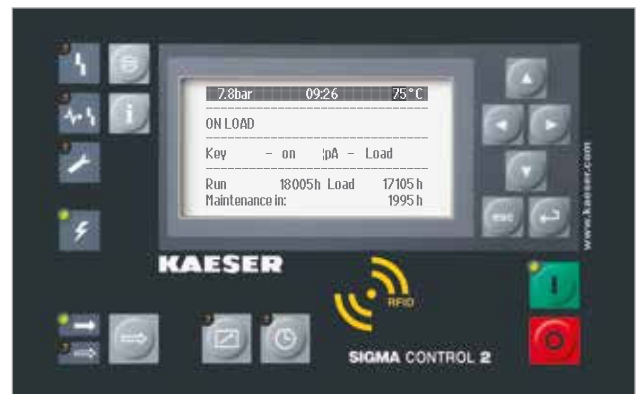 7.8bar 09:26 75°C
ON LOAD
Key - on ¦pA - Load
Run 18005h Load 17105 h
Maintenance in: 1995 h
esc
www.kaeser.com
KAESER
RFID
I
O
SIGMA CONTROL 2